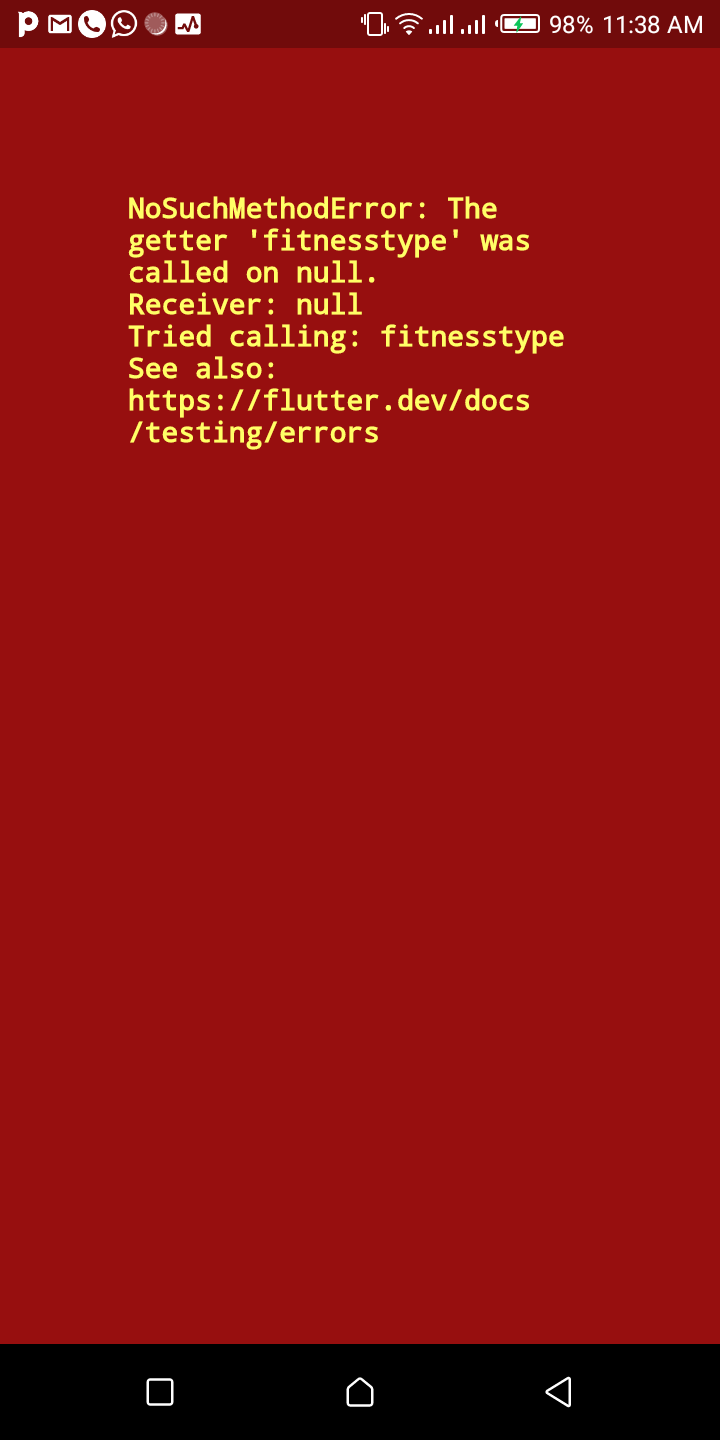 98% 11:38 AM
NoSuchMethodError: The
getter 'fitnesstype' was
called on null.
Receiver: null
Tried calling: fitnesstype
See also:
https://flutter.dev/docs
/testing/errors